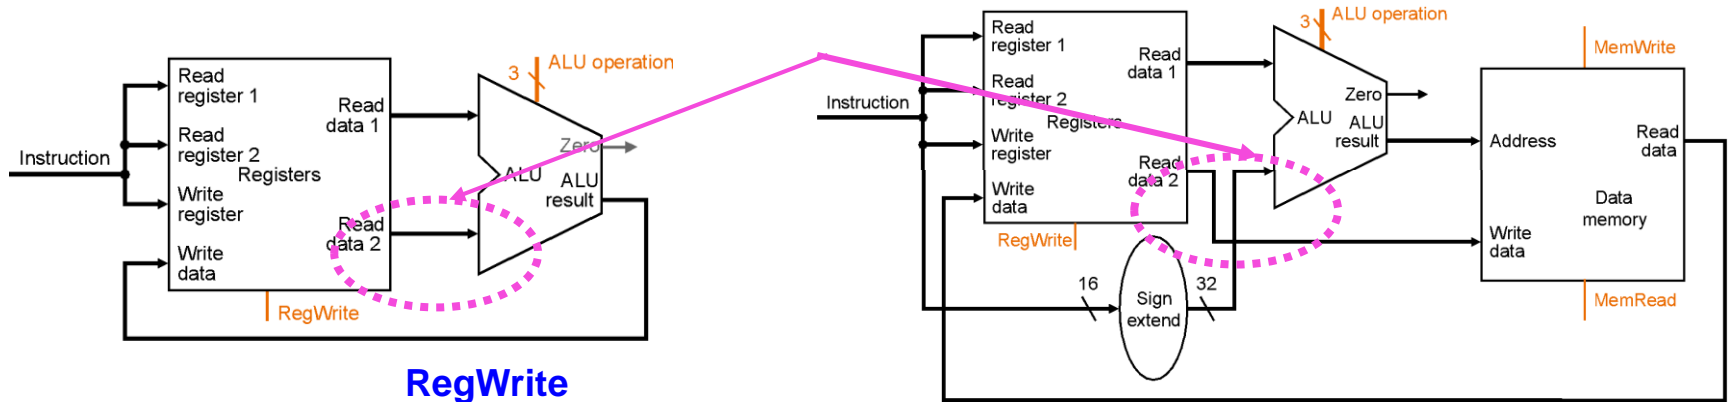 Instruction
Read
register 1
Read
register 2
Registers
Write
register
Write
data
Read
data 1
Read
data 2
RegWrite
3
ALU operation
Zero
ALU
ALU
result
RegWrite
Instruction
Read
register 1
Read
register 2
Registers
Write
register
Write
data
Read
data 1
Read
data 2
RegWrite
16
Sign
extend
32
3
ALU operation
Zero
ALU
ALU
result
MemWrite
Address
Read
data
Data
memory
Write
data
MemRead